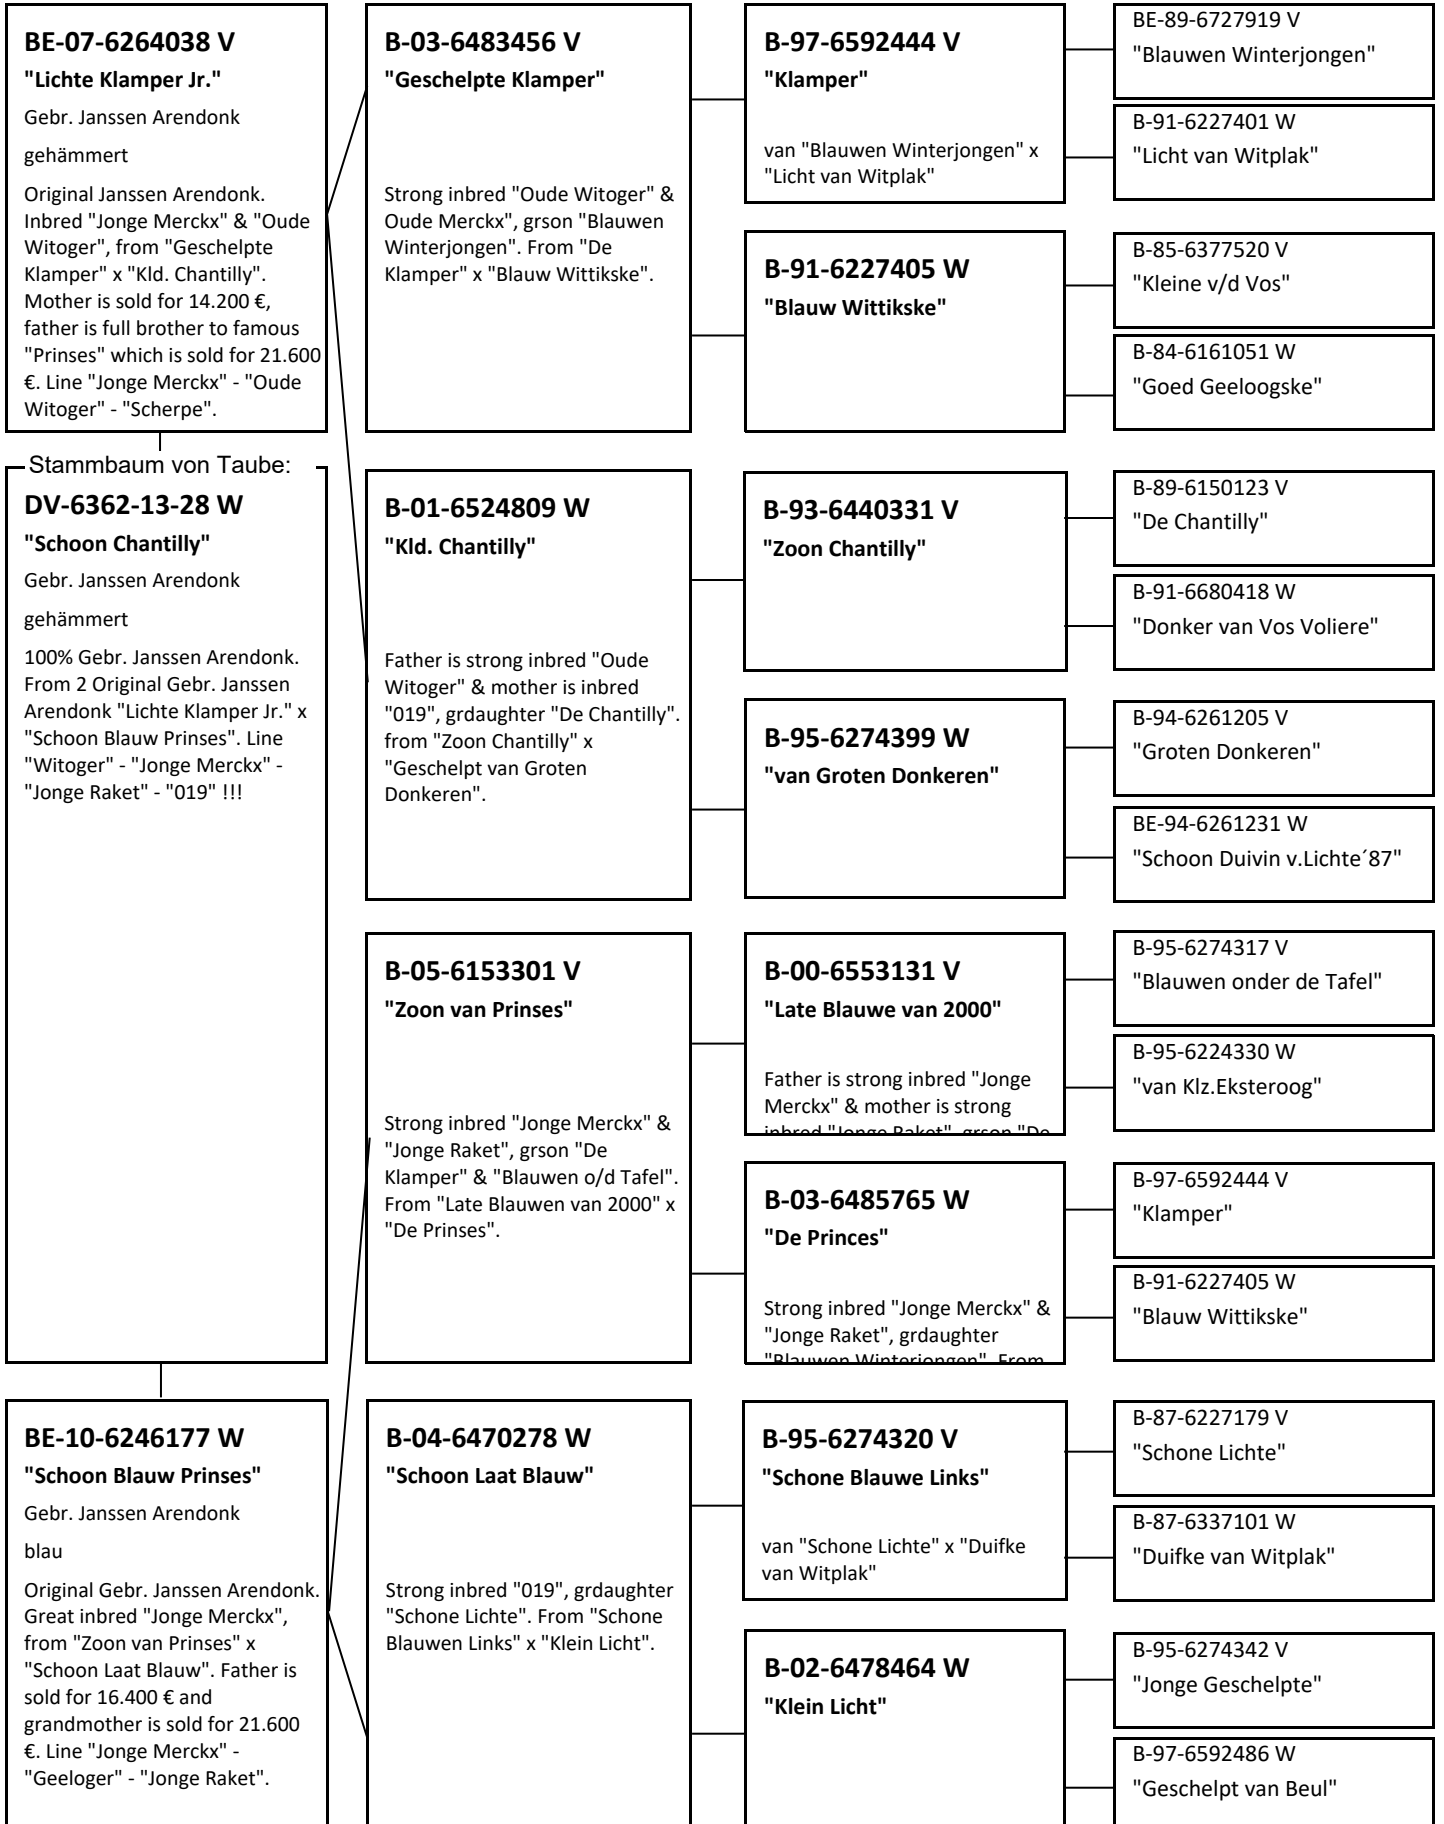 BE-07-6264038 V
"Lichte Klamper Jr."
Gebr. Janssen Arendonk
gehämmert
Original Janssen Arendonk.
Inbred "Jonge Merckx" & "Oude
Witoger", from "Geschelpte
Klamper" x "Kld. Chantilly".
Mother is sold for 14.200 €,
father is full brother to famous
"Prinses" which is sold for 21.600
€. Line "Jonge Merckx" - "Oude
Witoger" - "Scherpe".
Stammbaum von Taube:
DV-6362-13-28 W
"Schoon Chantilly"
Gebr. Janssen Arendonk
gehämmert
100% Gebr. Janssen Arendonk.
From 2 Original Gebr. Janssen
Arendonk "Lichte Klamper Jr." x
"Schoon Blauw Prinses". Line
"Witoger" - "Jonge Merckx" -
"Jonge Raket" - "019" !!!
BE-10-6246177 W
"Schoon Blauw Prinses"
Gebr. Janssen Arendonk
blau
Original Gebr. Janssen Arendonk.
Great inbred "Jonge Merckx",
from "Zoon van Prinses" x
"Schoon Laat Blauw". Father is
sold for 16.400 € and
grandmother is sold for 21.600
€. Line "Jonge Merckx" -
"Geeloger" - "Jonge Raket".
B-03-6483456 V
"Geschelpte Klamper"
Strong inbred "Oude Witoger" &
Oude Merckx", grson "Blauwen
Winterjongen". From "De
Klamper" x "Blauw Wittikske".
B-01-6524809 W
"Kld. Chantilly"
Father is strong inbred "Oude
Witoger" & mother is inbred
"019", grdaughter "De Chantilly".
from "Zoon Chantilly" x
"Geschelpt van Groten
Donkeren".
B-05-6153301 V
"Zoon van Prinses"
Strong inbred "Jonge Merckx" &
"Jonge Raket", grson "De
Klamper" & "Blauwen o/d Tafel".
From "Late Blauwen van 2000" x
"De Prinses".
B-04-6470278 W
"Schoon Laat Blauw"
Strong inbred "019", grdaughter
"Schone Lichte". From "Schone
Blauwen Links" x "Klein Licht".
B-97-6592444 V
"Klamper"
van "Blauwen Winterjongen" x
"Licht van Witplak"
B-91-6227405 W
"Blauw Wittikske"
B-93-6440331 V
"Zoon Chantilly"
B-95-6274399 W
"van Groten Donkeren"
B-00-6553131 V
"Late Blauwe van 2000"
Father is strong inbred "Jonge
Merckx" & mother is strong
inbred "Jonge Raket", grson "De
B-03-6485765 W
"De Princes"
Strong inbred "Jonge Merckx" &
"Jonge Raket", grdaughter
"Blauwen Winterjongen". From
B-95-6274320 V
"Schone Blauwe Links"
van "Schone Lichte" x "Duifke
van Witplak"
B-02-6478464 W
"Klein Licht"
BE-89-6727919 V
"Blauwen Winterjongen"
B-91-6227401 W
"Licht van Witplak"
B-85-6377520 V
"Kleine v/d Vos"
B-84-6161051 W
"Goed Geeloogske"
B-89-6150123 V
"De Chantilly"
B-91-6680418 W
"Donker van Vos Voliere"
B-94-6261205 V
"Groten Donkeren"
BE-94-6261231 W
"Schoon Duivin v.Lichte´87"
B-95-6274317 V
"Blauwen onder de Tafel"
B-95-6224330 W
"van Klz.Eksteroog"
B-97-6592444 V
"Klamper"
B-91-6227405 W
"Blauw Wittikske"
B-87-6227179 V
"Schone Lichte"
B-87-6337101 W
"Duifke van Witplak"
B-95-6274342 V
"Jonge Geschelpte"
B-97-6592486 W
"Geschelpt van Beul"